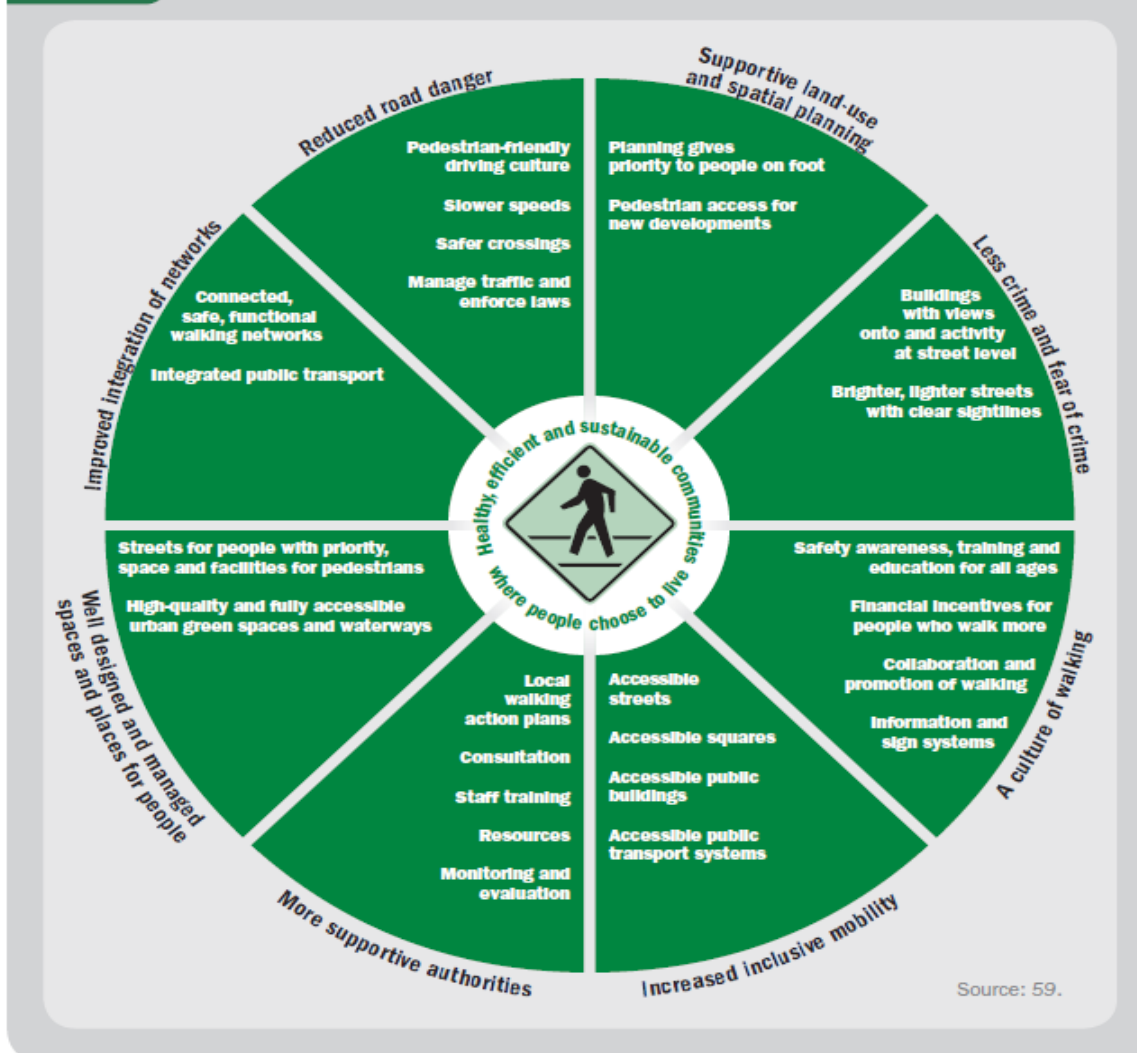 Reduced road danger
Pedestrian-friendly
driving culture
Slower speeds
Safer crossings
Manage traffic and
enforce laws
Supportive land-use
and spatial planning
Planning gives
priority to people on foot
Pedestrian access for
new developments
Less crime and fear of crime
Buildings
with views
onto and activity
at street level
Brighter, lighter streets
with clear sightlines
A culture of walking
Safety awareness, training and
education for all ages
Financial incentives for
people who walk more
Collaboration and
promotion of walking
Information and
sign systems
Increased inclusive mobility
Accessible
streets
Accessible squares
Accessible public
buildings
Accessible public
transport systems
More supportive authorities
Local
walking
action plans
Consultation
Staff training
Resources
Monitoring and
evaluation
Well designed and managed
spaces and places for people
Streets for people with priority,
space and facilities for pedestrians
High-quality and fully accessible
urban green spaces and waterways
Improved integration of networks
Connected,
safe, functional
walking networks
Integrated public transport
Healthy, efficient and sustainable communities
where people choose to live
Source: 59.